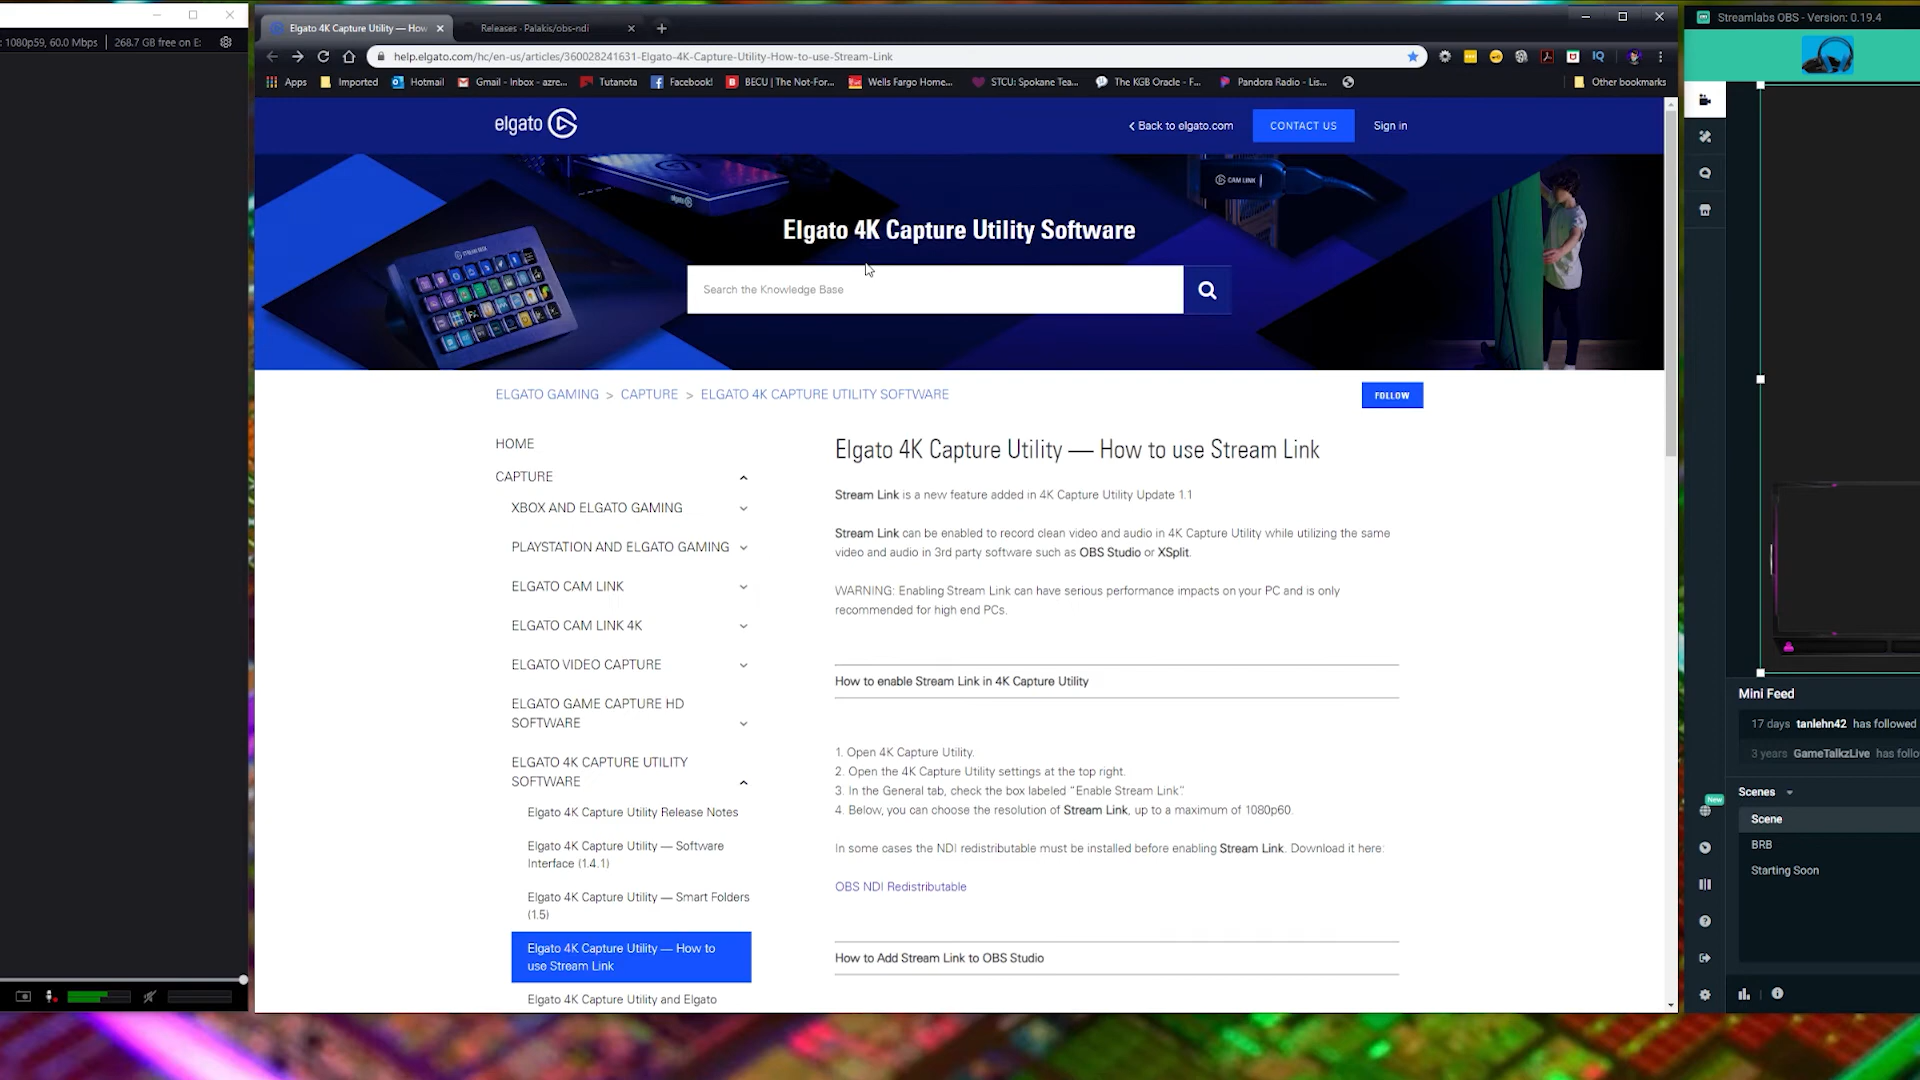 1080p59, 60.0 Mbps
268.7 GB free on E:
Elgato 4K Capture Utility — How
Releases · Palakis/obs-ndi
help.elgato.com/hc/en-us/articles/360028241631-Elgato-4K-Capture-Utility-How-to-use-Stream-Link
Apps
Imported
Hotmail
Gmail - Inbox - azre...
Tutanota
Facebook!
BECU | The Not-For...
Wells Fargo Home...
STCU: Spokane Tea...
The KGB Oracle - F...
Pandora Radio - Lis...
Other bookmarks
elgato
Back to elgato.com
CONTACT US
Sign in
CAM LINK
elgato
STREAM DECK
Elgato 4K Capture Utility Software
Search the Knowledge Base
ELGATO GAMING > CAPTURE > ELGATO 4K CAPTURE UTILITY SOFTWARE
FOLLOW
HOME
CAPTURE
XBOX AND ELGATO GAMING
PLAYSTATION AND ELGATO GAMING
ELGATO CAM LINK
ELGATO CAM LINK 4K
ELGATO VIDEO CAPTURE
ELGATO GAME CAPTURE HD
SOFTWARE
ELGATO 4K CAPTURE UTILITY
SOFTWARE
Elgato 4K Capture Utility Release Notes
Elgato 4K Capture Utility — Software
Interface (1.4.1)
Elgato 4K Capture Utility — Smart Folders
(1.5)
Elgato 4K Capture Utility — How to
use Stream Link
Elgato 4K Capture Utility and Elgato
Elgato 4K Capture Utility — How to use Stream Link
Stream Link is a new feature added in 4K Capture Utility Update 1.1
Stream Link can be enabled to record clean video and audio in 4K Capture Utility while utilizing the same
video and audio in 3rd party software such as OBS Studio or XSplit.
WARNING: Enabling Stream Link can have serious performance impacts on your PC and is only
recommended for high end PCs.
How to enable Stream Link in 4K Capture Utility
1. Open 4K Capture Utility.
2. Open the 4K Capture Utility settings at the top right.
3. In the General tab, check the box labeled “Enable Stream Link”.
4. Below, you can choose the resolution of Stream Link, up to a maximum of 1080p60.
In some cases the NDI redistributable must be installed before enabling Stream Link. Download it here:
OBS NDI Redistributable
How to Add Stream Link to OBS Studio
Streamlabs OBS - Version: 0.19.4
Mini Feed
17 days tanlehn42 has followed
3 years GameTalkzLive has follo
Scenes
Scene
BRB
Starting Soon
New
IQ